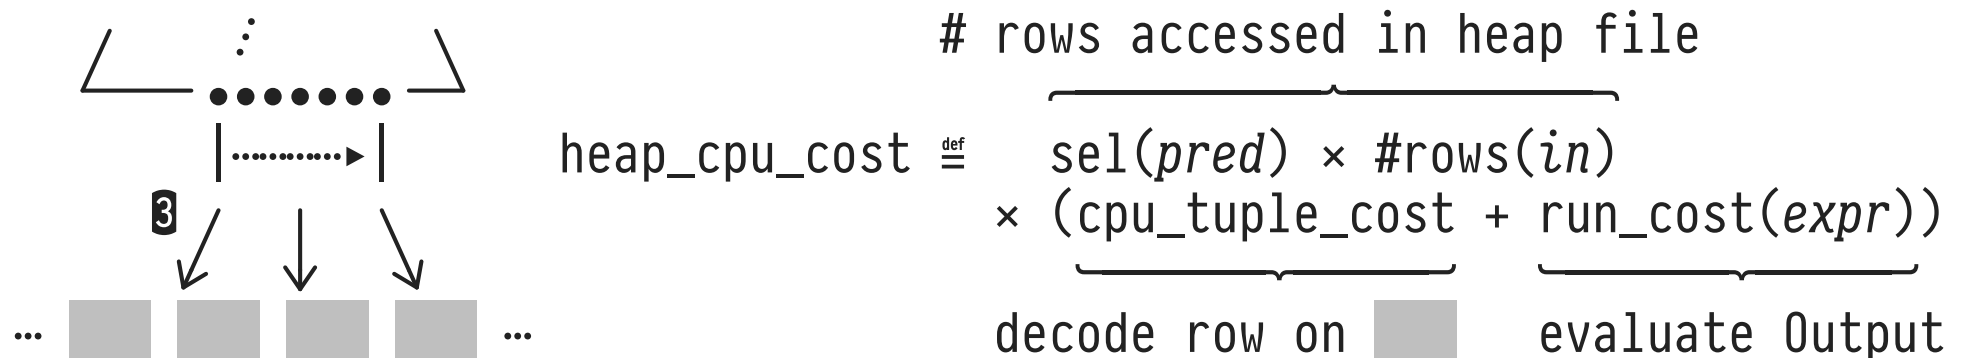 # rows accessed in heap file
heap_cpu_cost ≝ sel(pred) × #rows(in)
× (cpu_tuple_cost + run_cost(expr))
3
decode row on
evaluate Output